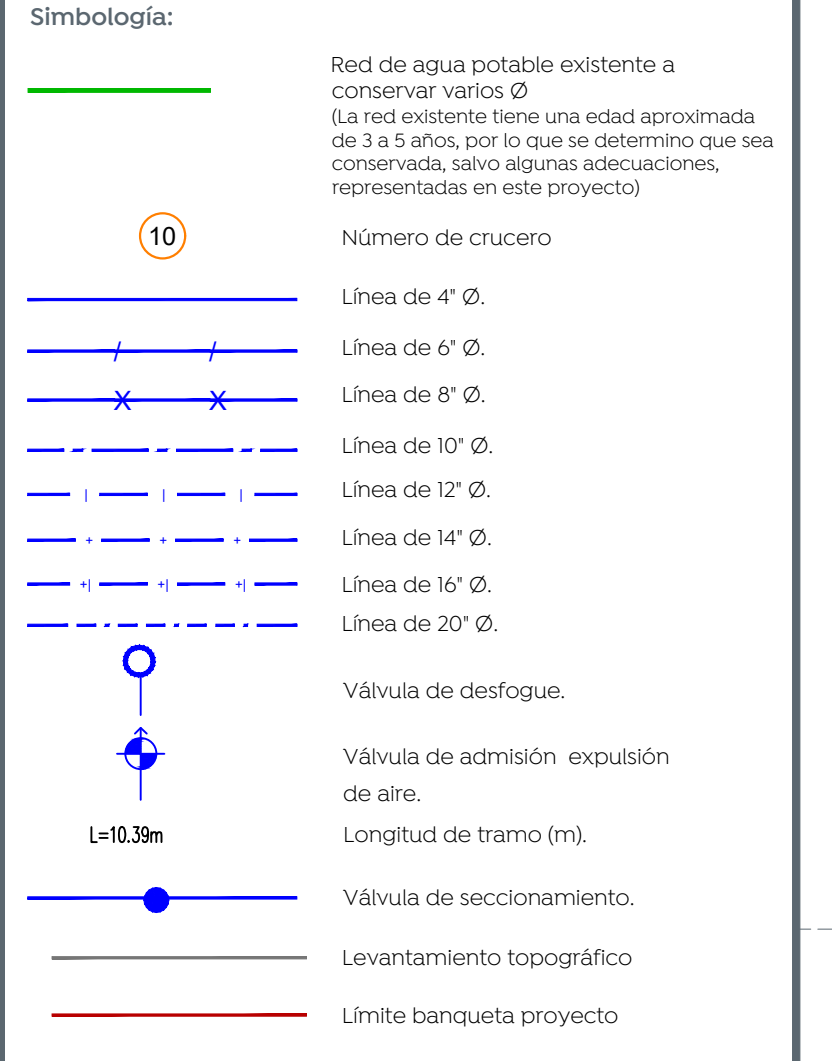 Simbología:
Red de agua potable existente a
conservar varios Ø
(La red existente tiene una edad aproximada
de 3 a 5 años, por lo que se determino que sea
conservada, salvo algunas adecuaciones,
representadas en este proyecto)
10
Número de crucero
Línea de 4" Ø.
Línea de 6" Ø.
Línea de 8" Ø.
Línea de 10" Ø.
Línea de 12" Ø.
Línea de 14" Ø.
Línea de 16" Ø.
Línea de 20" Ø.
Válvula de desfogue.
Válvula de admisión expulsión
de aire.
L=10.39m
Longitud de tramo (m).
Válvula de seccionamiento.
Levantamiento topográfico
Límite banqueta proyecto